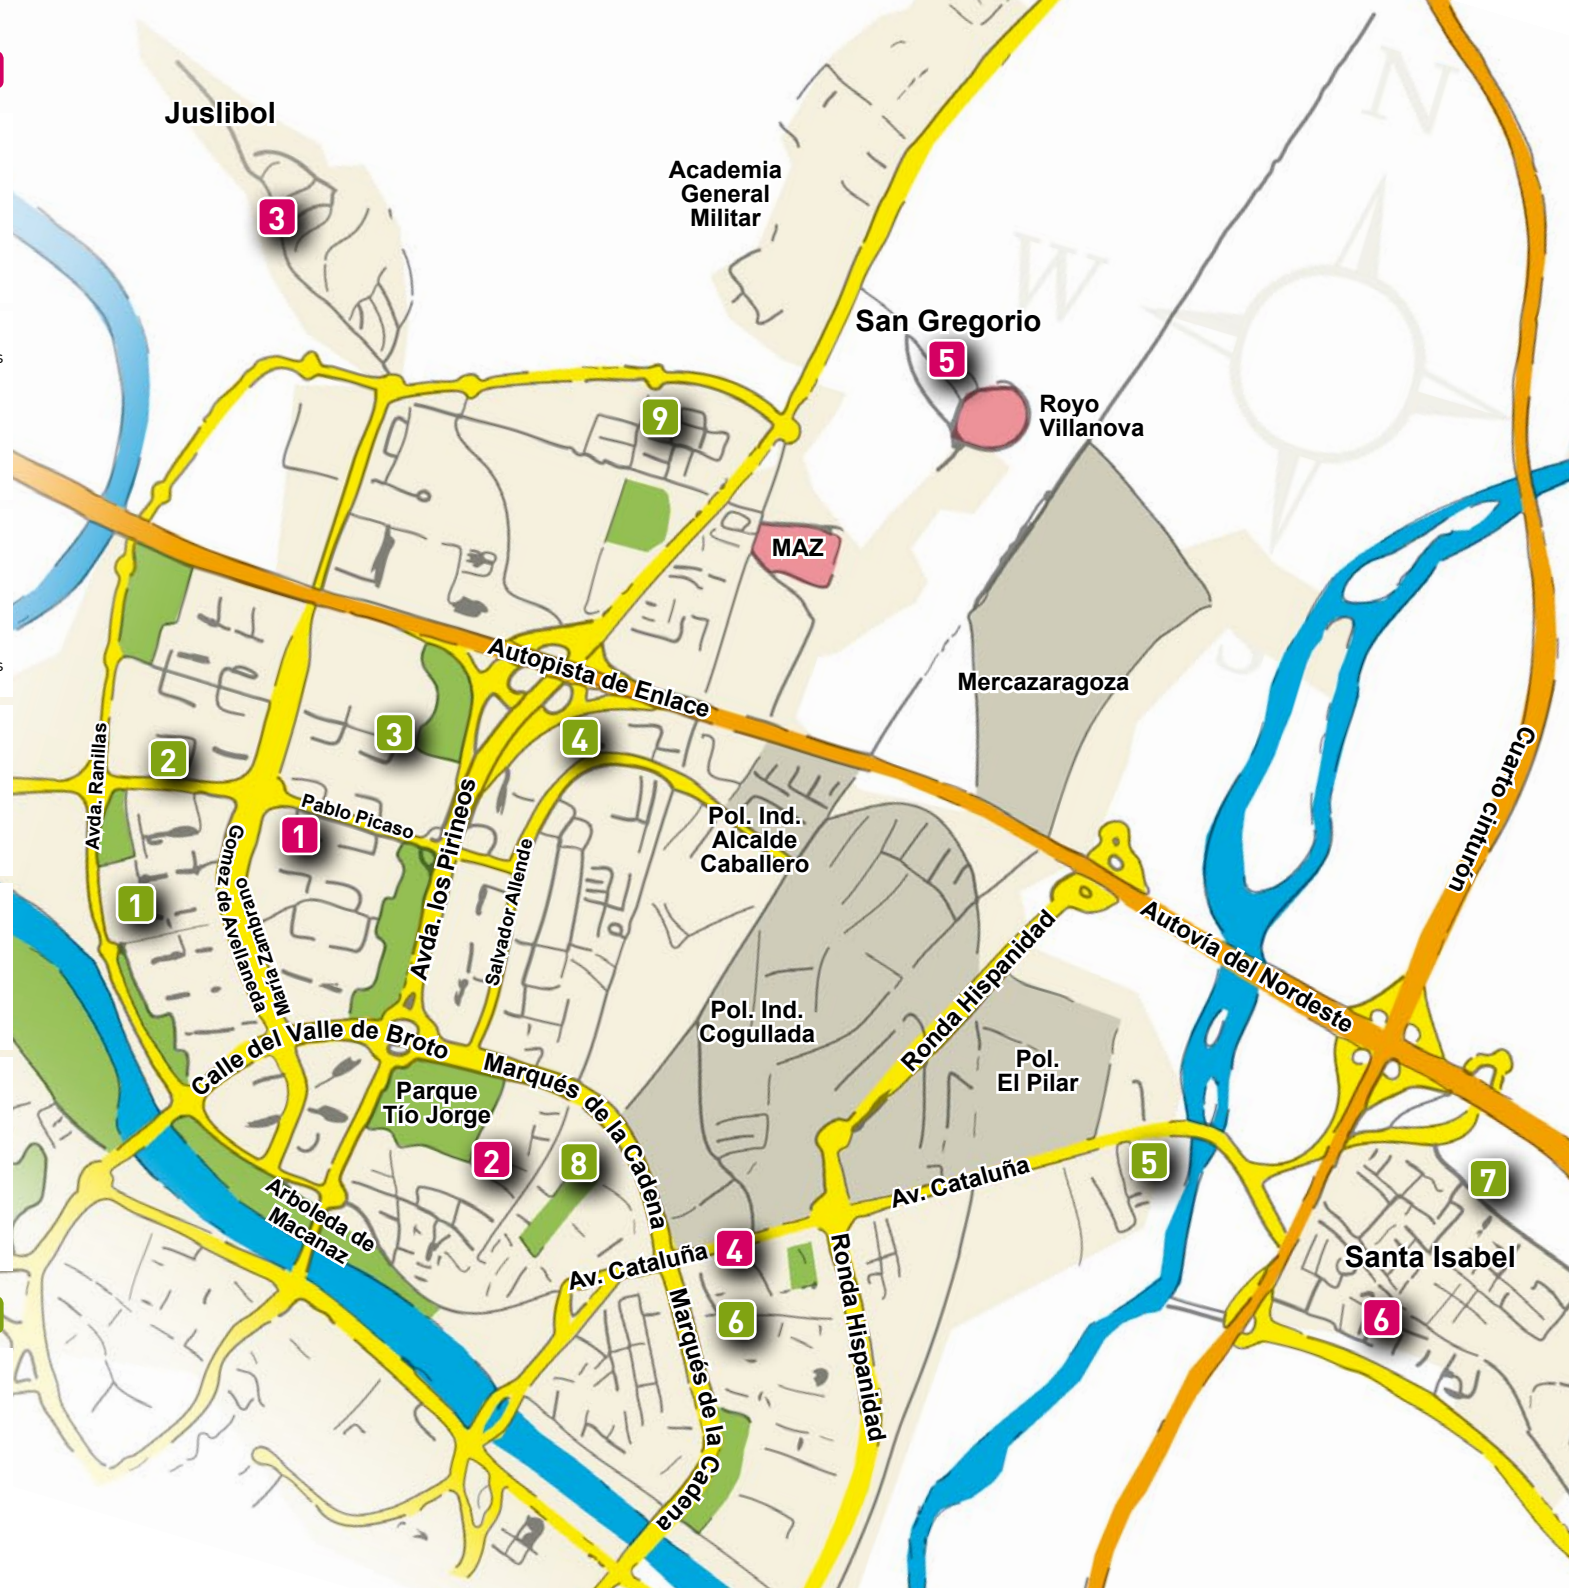 N
Juslibol
Academia
General
Militar
3
W
San Gregorio
5
Royo
Villanova
9
MAZ
S
Autopista de Enlace
Mercazaragoza
Avda. Ranillas
2
3
4
Cuarto cinturón
Pablo Picaso
1
Pol. Ind.
Alcalde
Caballero
Avda. los Pirineos
Salvador Allende
Gomez de Avellaneda
María Zambrano
1
Autovía del Nordeste
Ronda Hispanidad
Pol. Ind.
Cogullada
Calle del Valle de Broto
Marqués de la Cadena
Pol.
El Pilar
Parque
Tío Jorge
2
8
5
7
Av. Cataluña
Arboleda de
Macanaz
Av. Cataluña
4
Santa Isabel
6
6
Ronda Hispanidad
Marqués de la Cadena
s
s